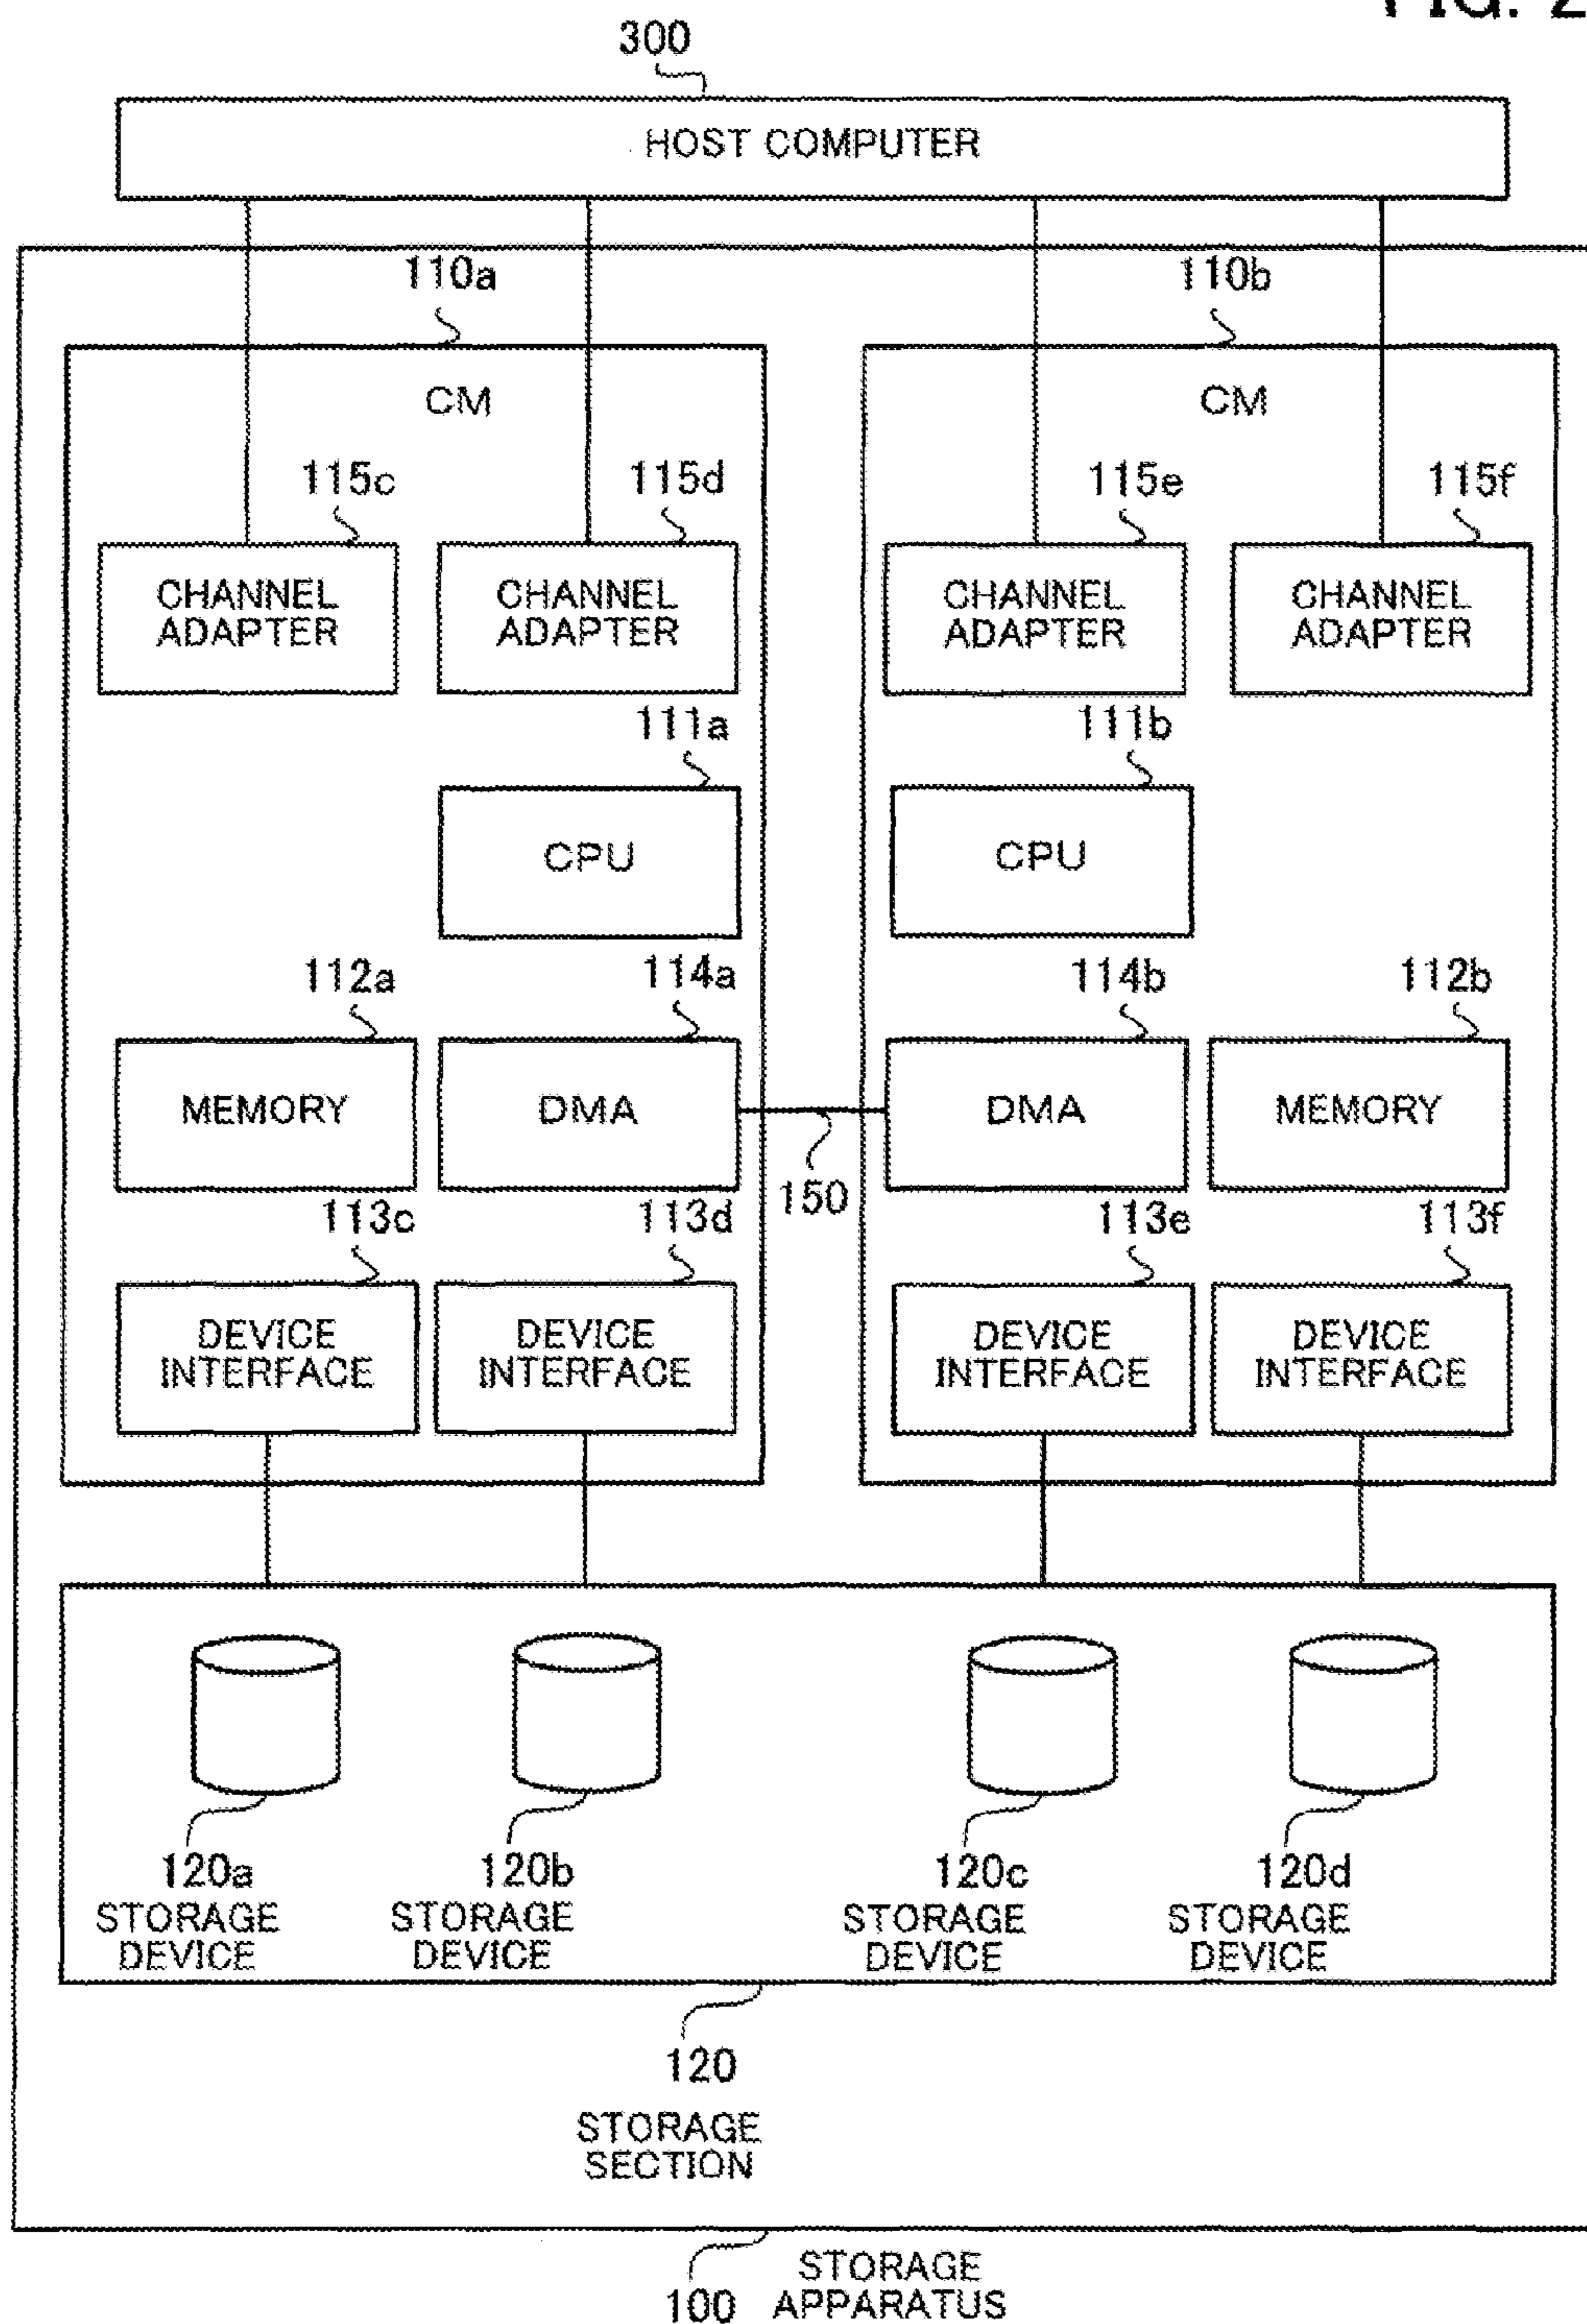 FIG. 2
300
HOST COMPUTER
110a
110b
CM
CM
115c
115d
115e
115f
CHANNEL
ADAPTER
CHANNEL
ADAPTER
CHANNEL
ADAPTER
CHANNEL
ADAPTER
111a
111b
CPU
CPU
112a
114a
114b
112b
MEMORY
DMA
DMA
MEMORY
150
113c
113d
113e
113f
DEVICE
INTERFACE
DEVICE
INTERFACE
DEVICE
INTERFACE
DEVICE
INTERFACE
120a
STORAGE
DEVICE
120b
STORAGE
DEVICE
120c
STORAGE
DEVICE
120d
STORAGE
DEVICE
120
STORAGE
SECTION
100
STORAGE
APPARATUS